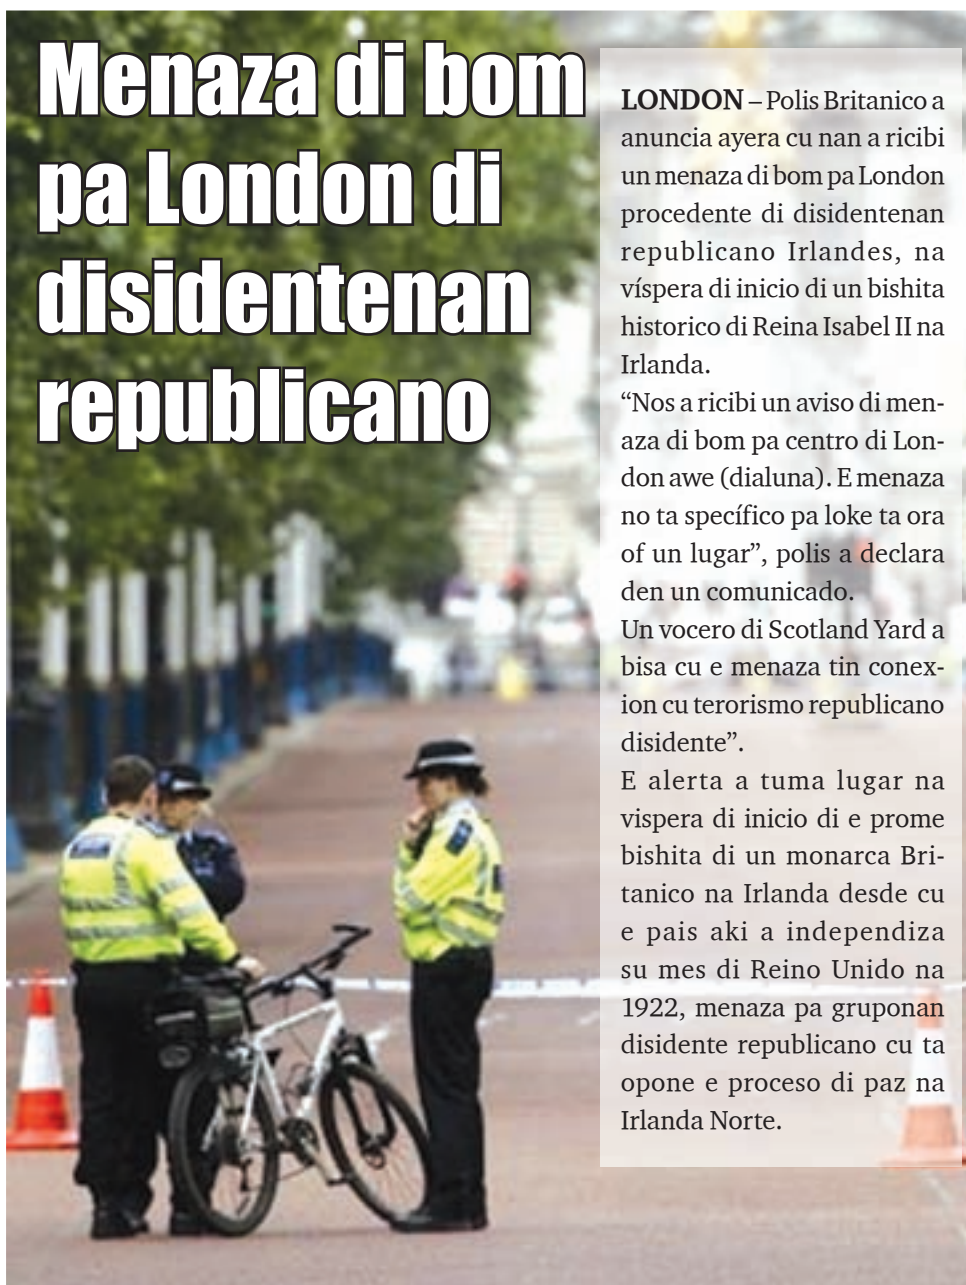 Menaza di bom
pa London di
disidentenan
republicano
LONDON – Polis Britanico a
anuncia ayera cu nan a ricibi
un menaza di bom pa London
procedente di disidentenan
republicano Irlandes, na
víspera di inicio di un bishita
historico di Reina Isabel II na
Irlanda.
“Nos a ricibi un aviso di men-
aza di bom pa centro di Lon-
don awe (dialuna). E menaza
no ta specífico pa loke ta ora
of un lugar”, polis a declara
den un comunicado.
Un vocero di Scotland Yard a
bisa cu e menaza tin conex-
ion cu terorismo republicano
disidente”.
E alerta a tuma lugar na
vispera di inicio di e prome
bishita di un monarca Bri-
tanico na Irlanda desde cu
e pais aki a independiza
su mes di Reino Unido na
1922, menaza pa gruponan
disidente republicano cu ta
opone e proceso di paz na
Irlanda Norte.